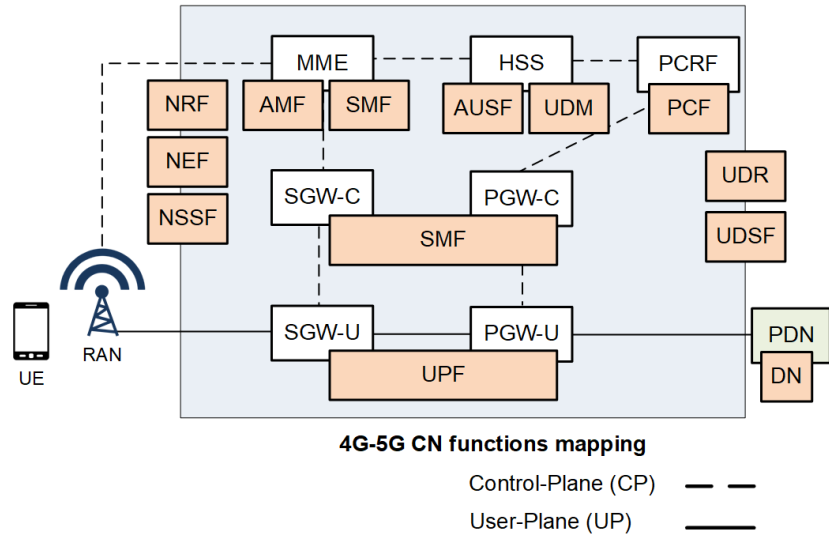 MME
HSS
PCRF
NRF
AMF
SMF
AUSF
UDM
PCF
NEF
UDR
SGW-C
PGW-C
NSSF
SMF
UDSF
SGW-U
PGW-U
PDN
RAN
UE
UPF
DN
4G-5G CN functions mapping
Control-Plane (CP)
User-Plane (UP)